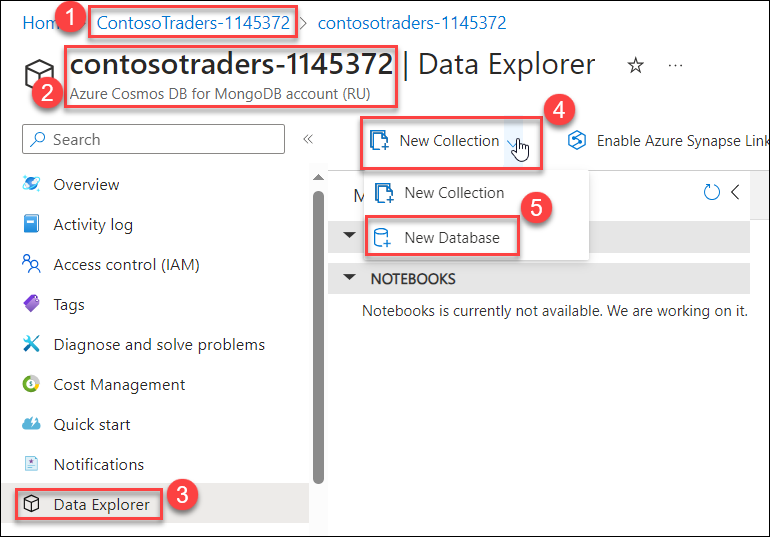 1
Hom
ContosoTraders-1145372 > contosotraders-1145372
2
contosotraders-1145372 | Data Explorer
Azure Cosmos DB for MongoDB account (RU)
Search
Overview
Activity log
Access control (IAM)
Tags
Diagnose and solve problems
Cost Management
Quick start
Notifications
Data Explorer
3
4
New Collection
Enable Azure Synapse Link
New Collection
5
M
New Database
NOTEBOOKS
Notebooks is currently not available. We are working on it.